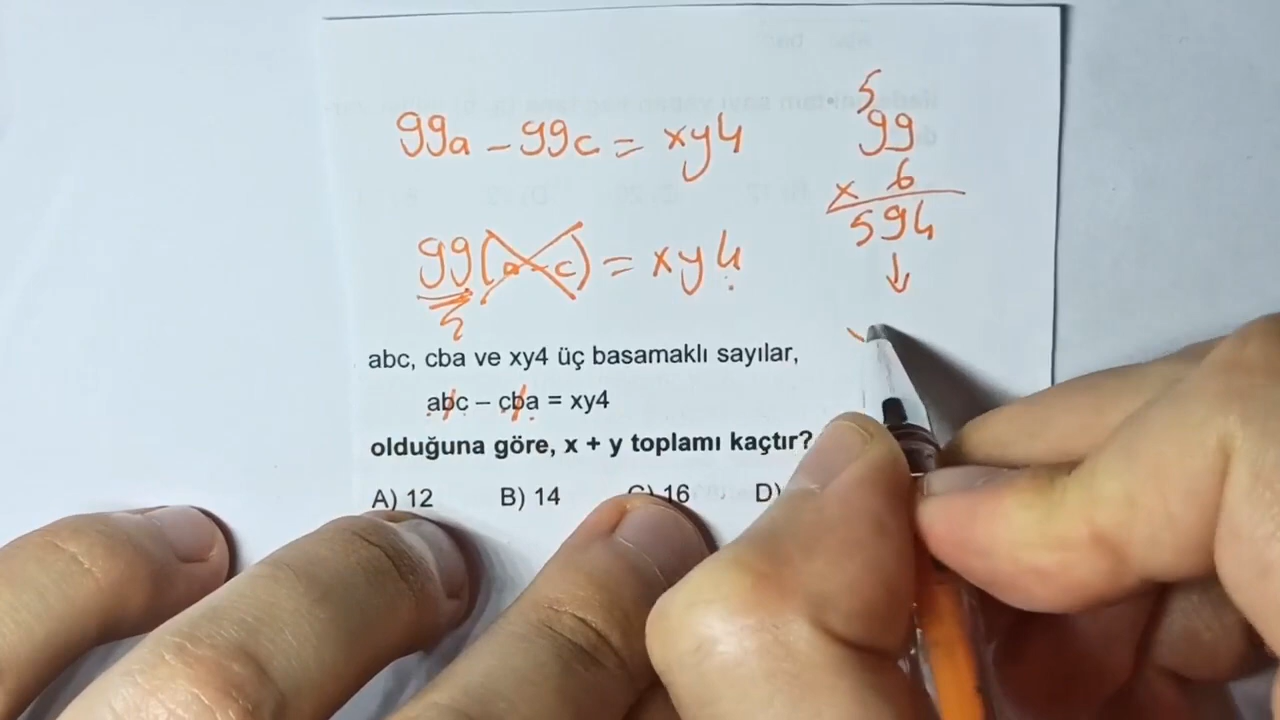 99a - 99c = xy4
99(a-c) = xy4
5
99
x 6
594
abc, cba ve xy4 üç basamaklı sayılar,
abc – cba = xy4
olduğuna göre, x + y toplamı kaçtır?
A) 12 B) 14 C) 16 D)